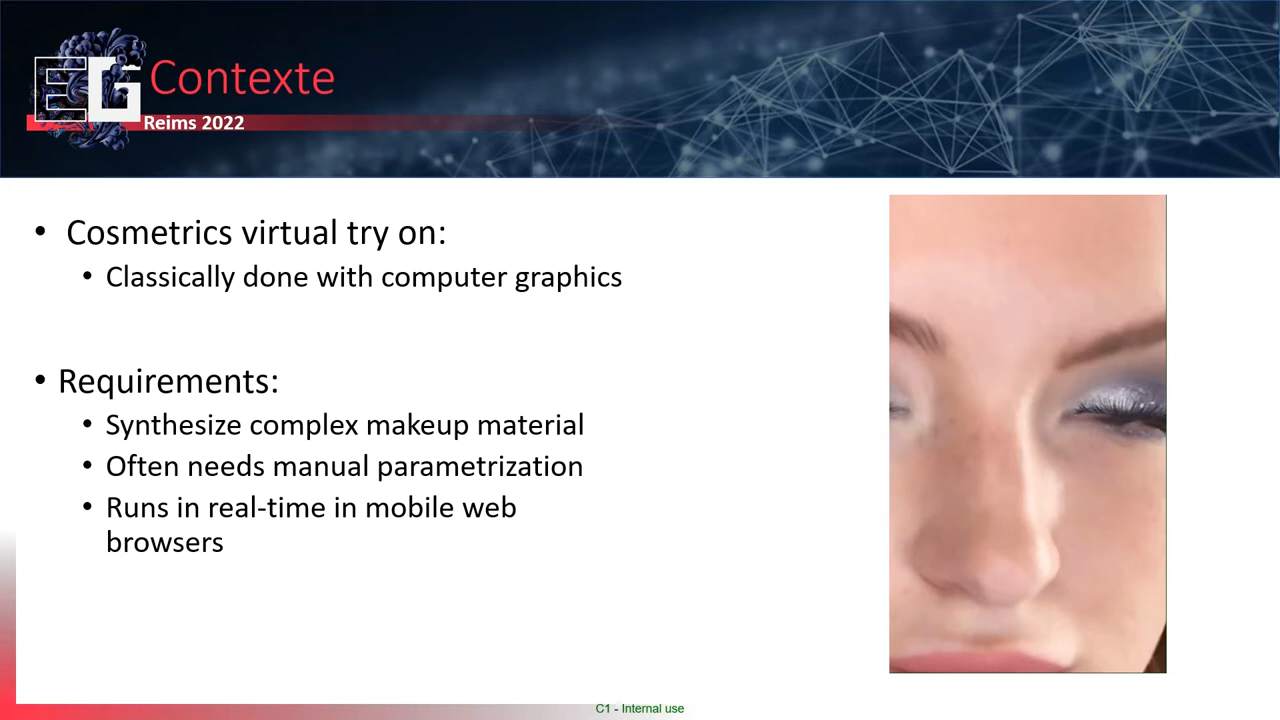 EG
Contexte
Reims 2022
• Cosmetrics virtual try on:
• Classically done with computer graphics
• Requirements:
• Synthesize complex makeup material
• Often needs manual parametrization
• Runs in real-time in mobile web
browsers
C1 - Internal use